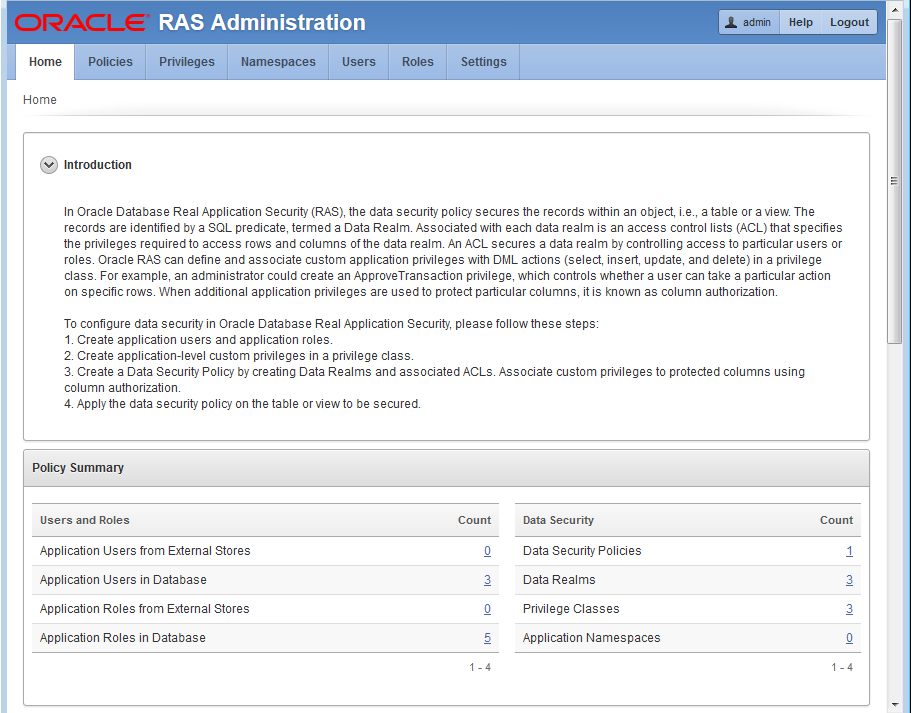 ORACLE® RAS Administration
admin Help Logout
Home Policies Privileges Namespaces Users Roles Settings
Home
Introduction
In Oracle Database Real Application Security (RAS), the data security policy secures the records within an object, i.e., a table or a view. The
records are identified by a SQL predicate, termed a Data Realm. Associated with each data realm is an access control lists (ACL) that specifies
the privileges required to access rows and columns of the data realm. An ACL secures a data realm by controlling access to particular users or
roles. Oracle RAS can define and associate custom application privileges with DML actions (select, insert, update, and delete) in a privilege
class. For example, an administrator could create an ApproveTransaction privilege, which controls whether a user can take a particular action
on specific rows. When additional application privileges are used to protect particular columns, it is known as column authorization.
To configure data security in Oracle Database Real Application Security, please follow these steps:
1. Create application users and application roles.
2. Create application-level custom privileges in a privilege class.
3. Create a Data Security Policy by creating Data Realms and associated ACLs. Associate custom privileges to protected columns using
column authorization.
4. Apply the data security policy on the table or view to be secured.
Policy Summary
Users and Roles Count
Application Users from External Stores 0
Application Users in Database 3
Application Roles from External Stores 0
Application Roles in Database 5
1 - 4
Data Security Count
Data Security Policies 1
Data Realms 3
Privilege Classes 3
Application Namespaces 0
1 - 4